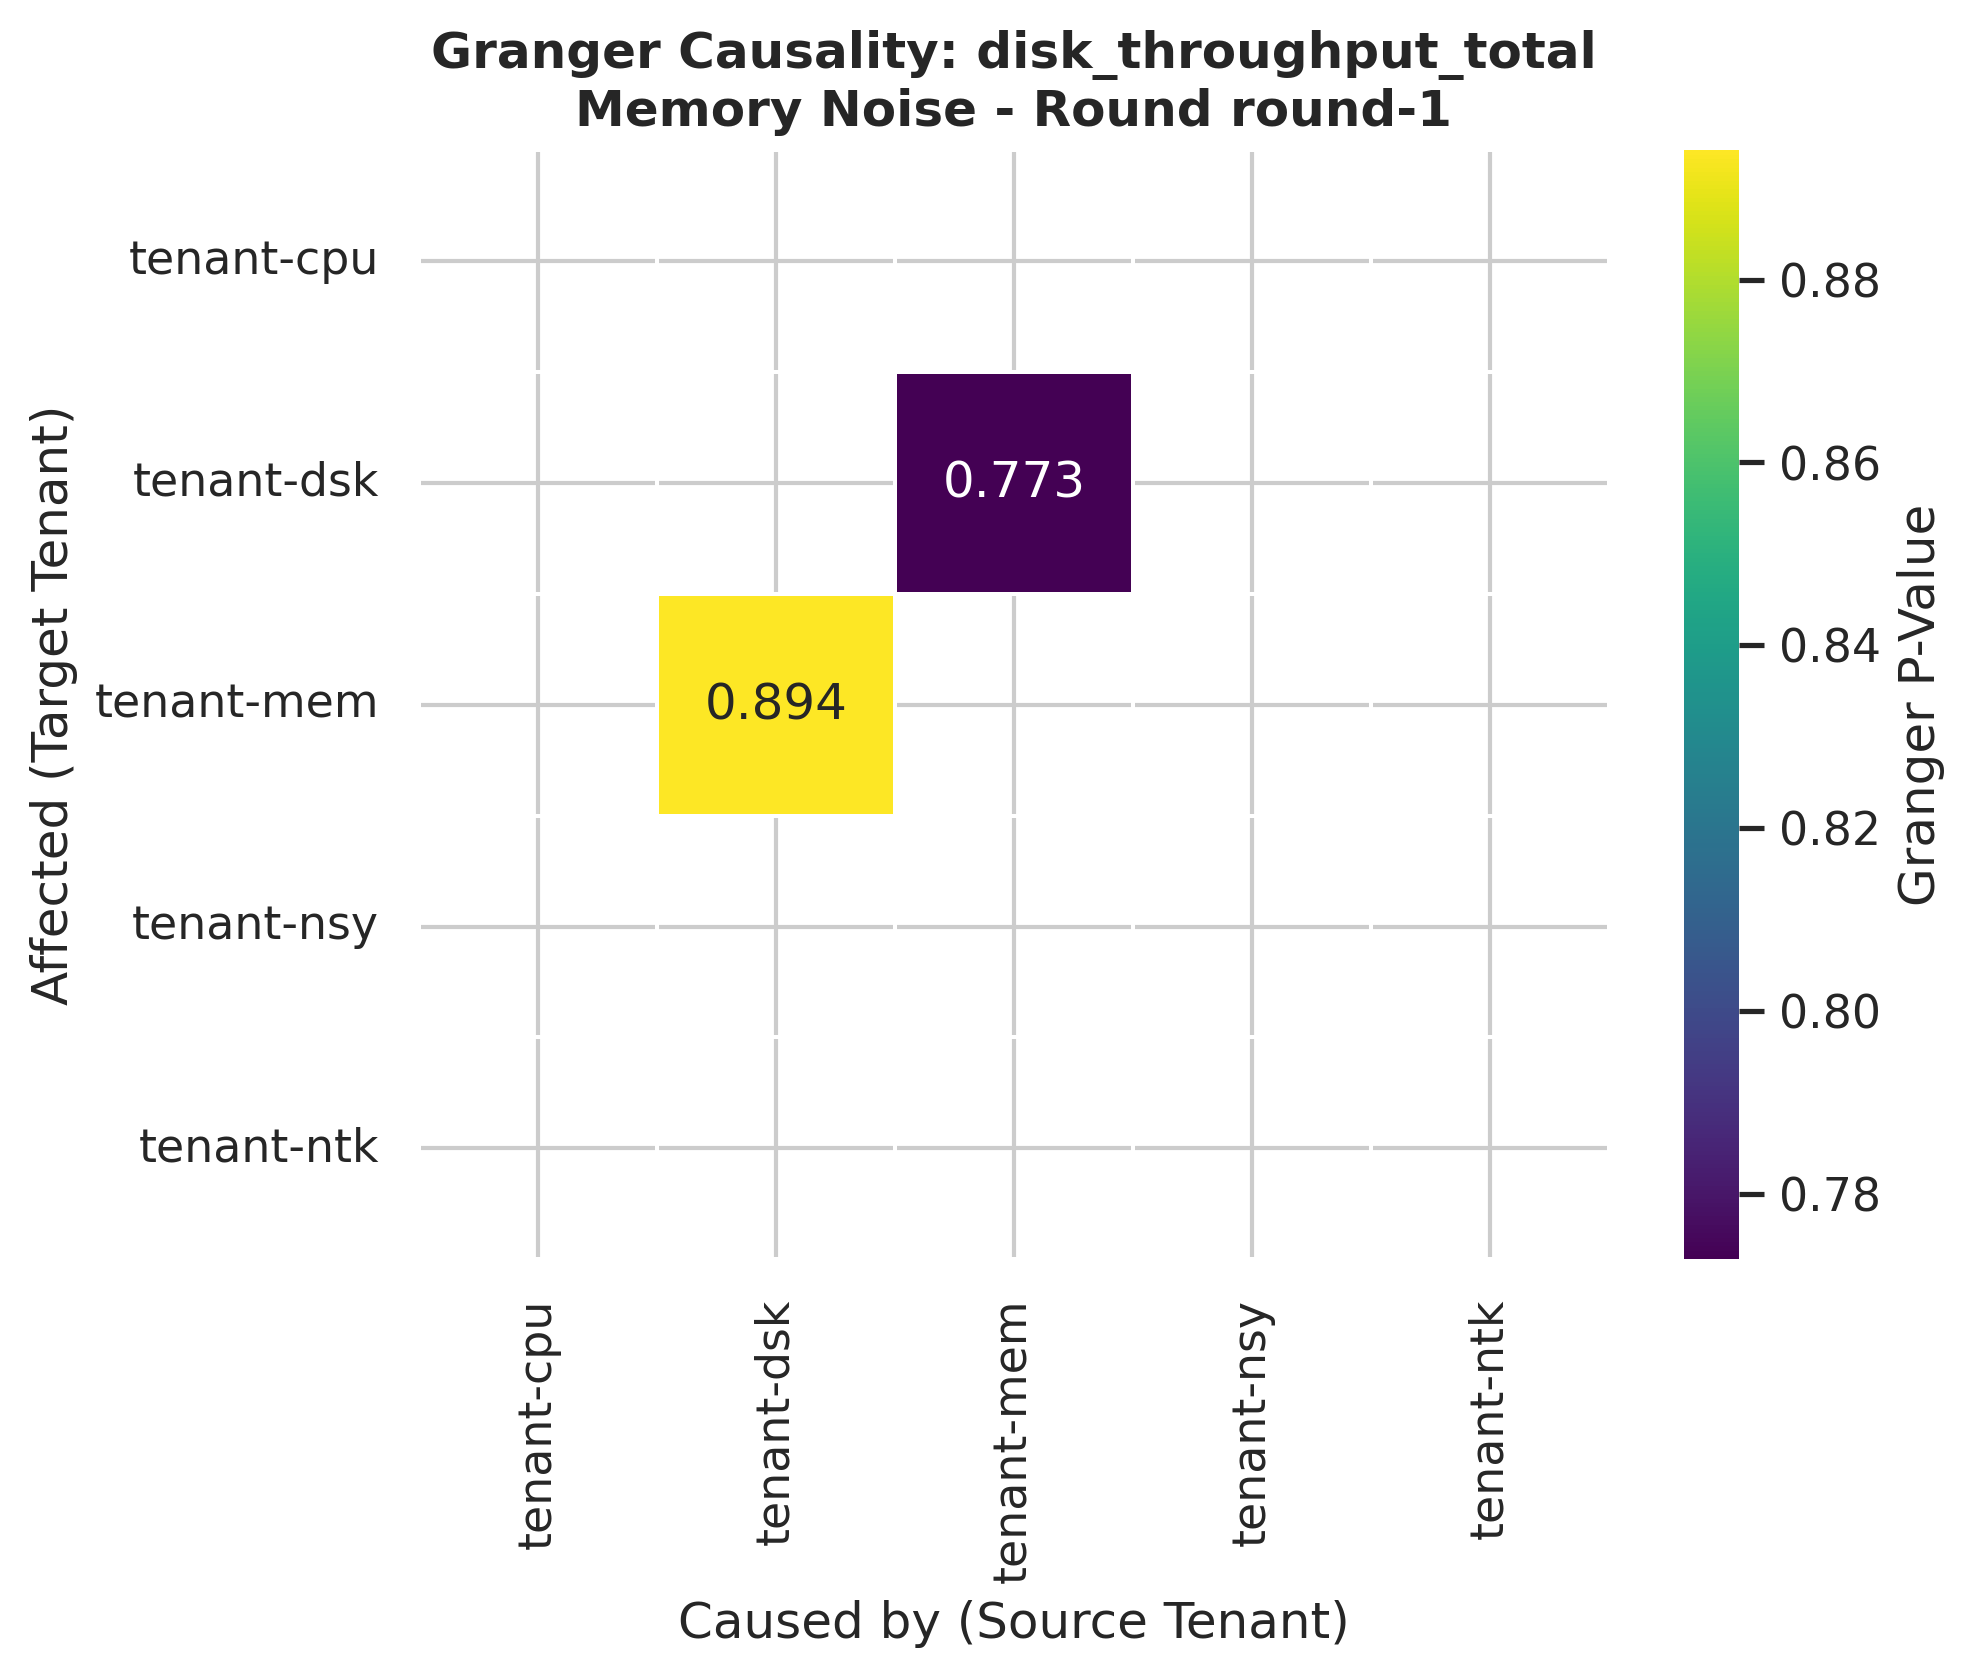 Granger Causality: disk_throughput_total
Memory Noise - Round round-1
Affected (Target Tenant)
tenant-cpu
tenant-dsk
tenant-mem
tenant-nsy
tenant-ntk
0.773
0.894
tenant-cpu
tenant-dsk
tenant-mem
tenant-nsy
tenant-ntk
Caused by (Source Tenant)
0.88
0.86
0.84
0.82
0.80
0.78
Granger P-Value